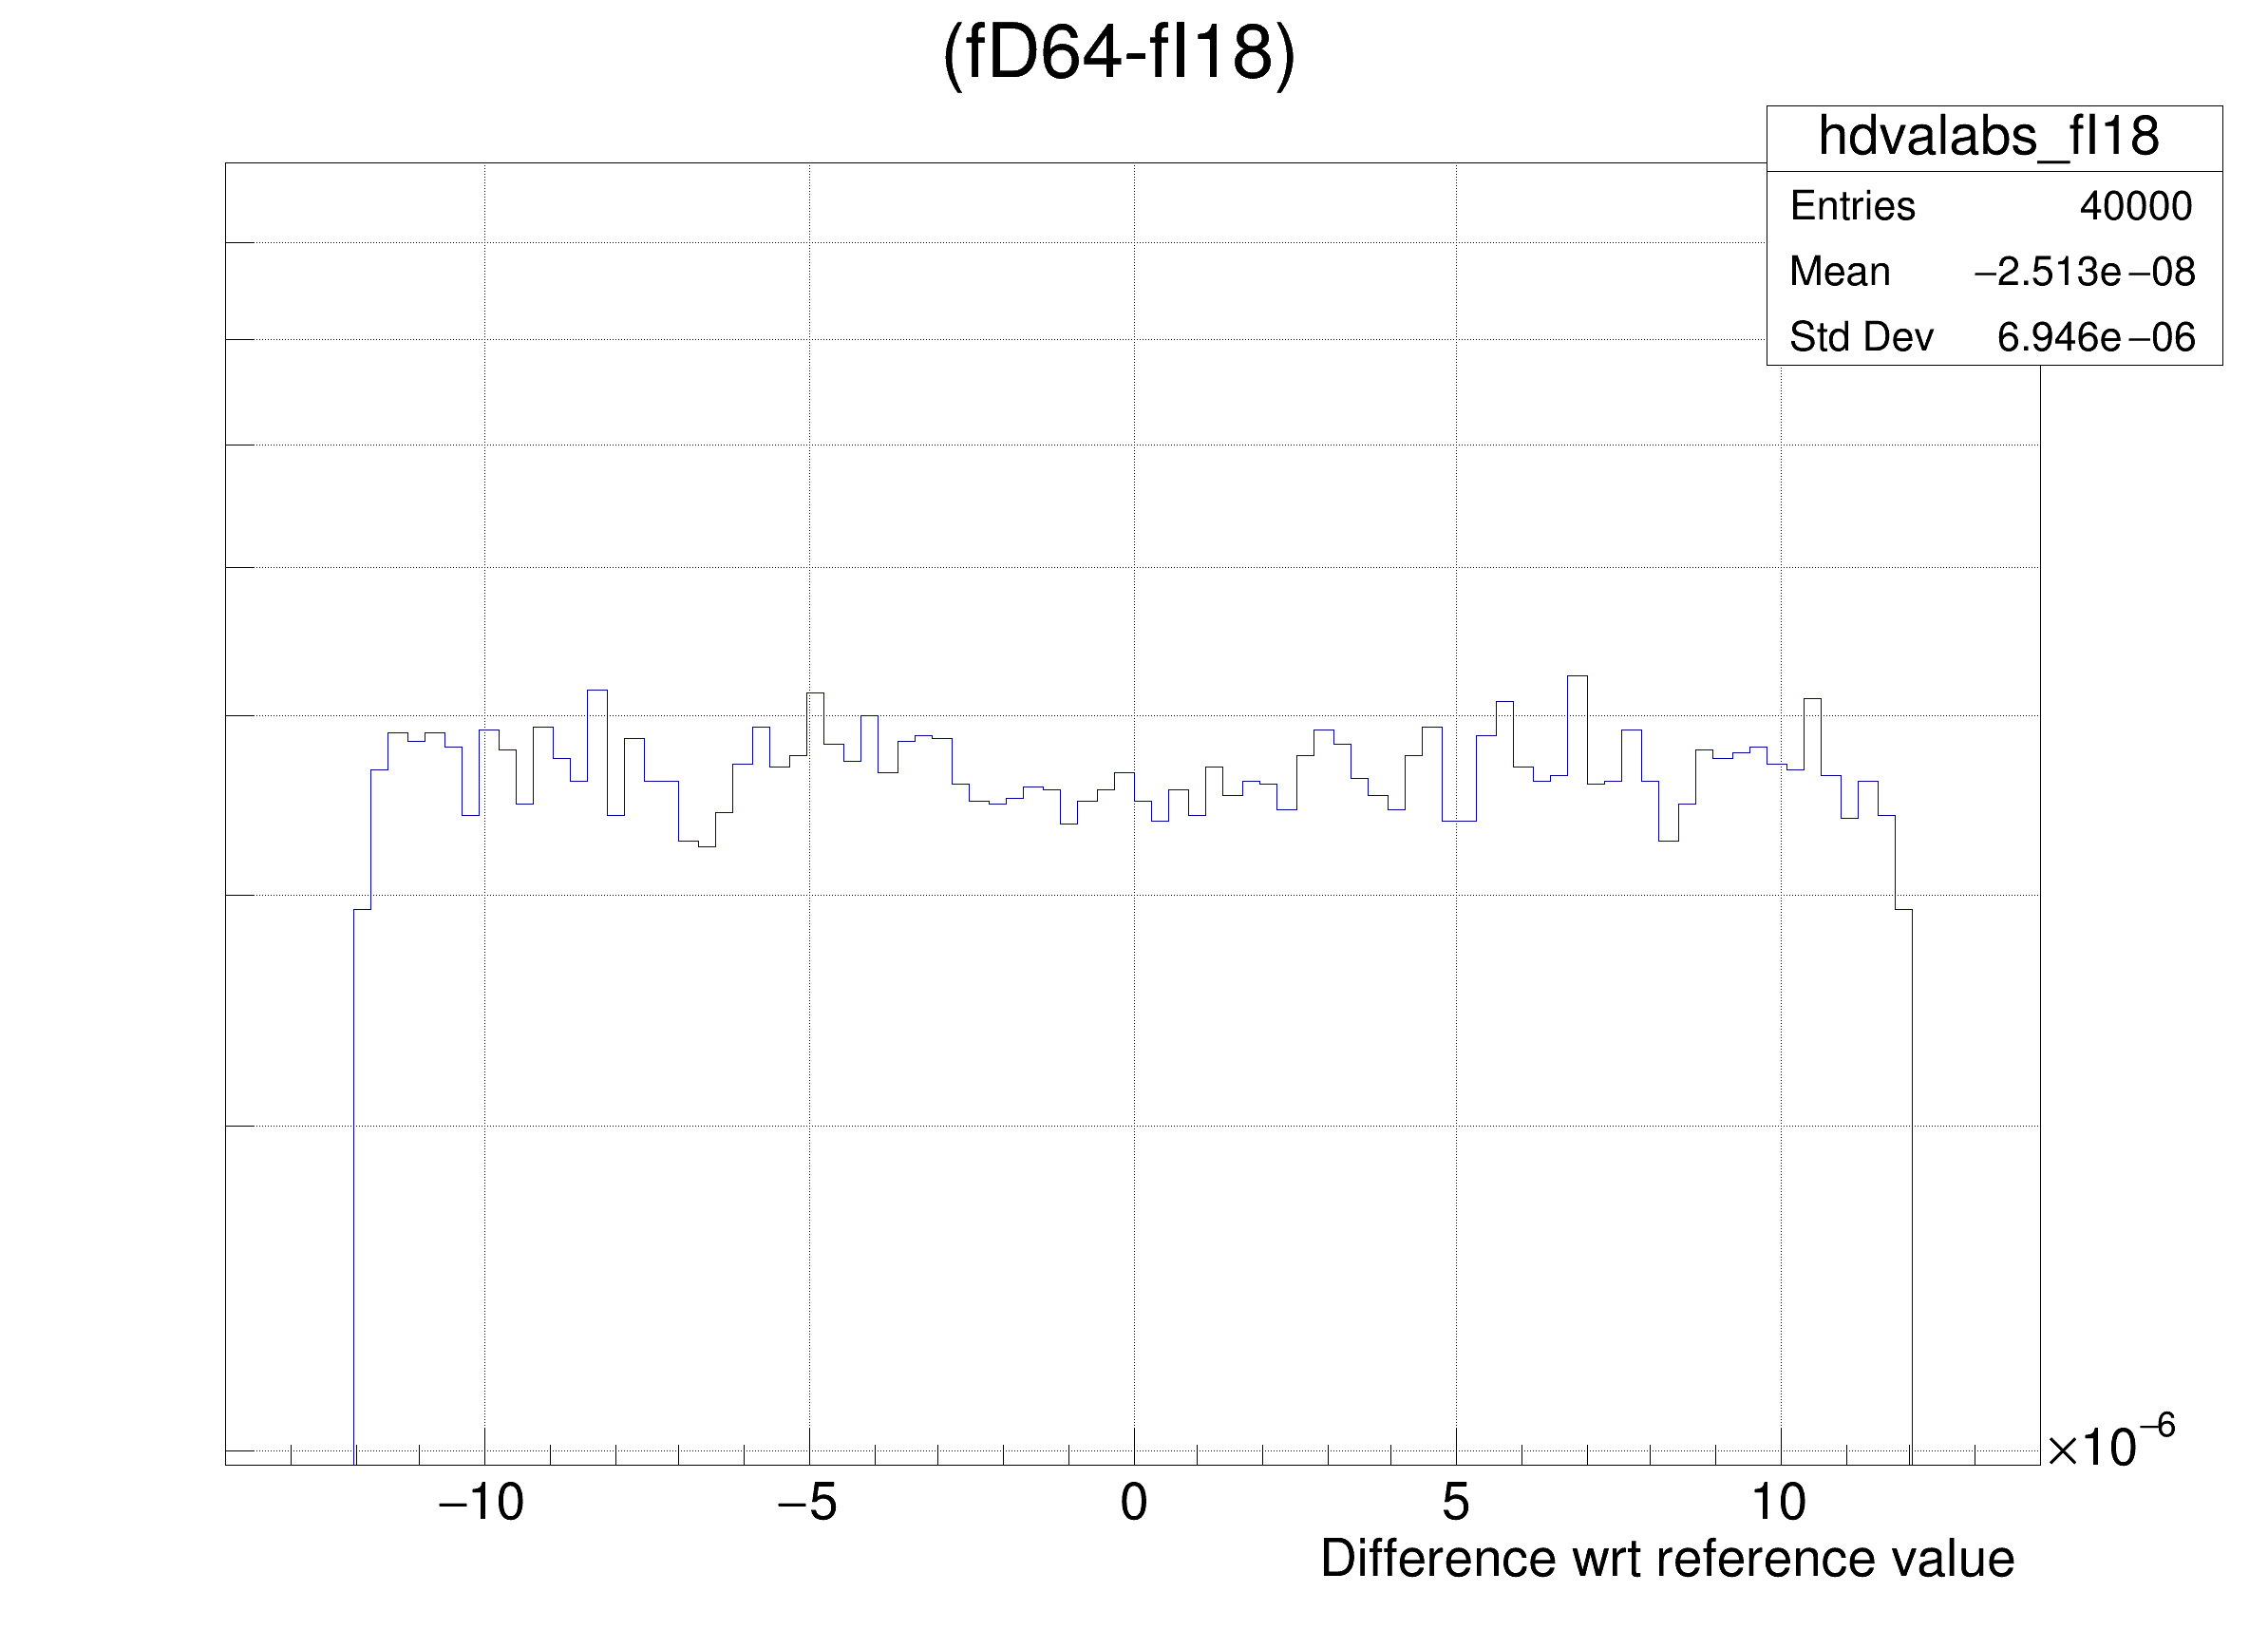 (fD64-fI18)
hdvalabs_fI18
Entries 40000
Mean −2.513e−08
Std Dev 6.946e−06
×10−6
−10 −5 0 5 10
Difference wrt reference value